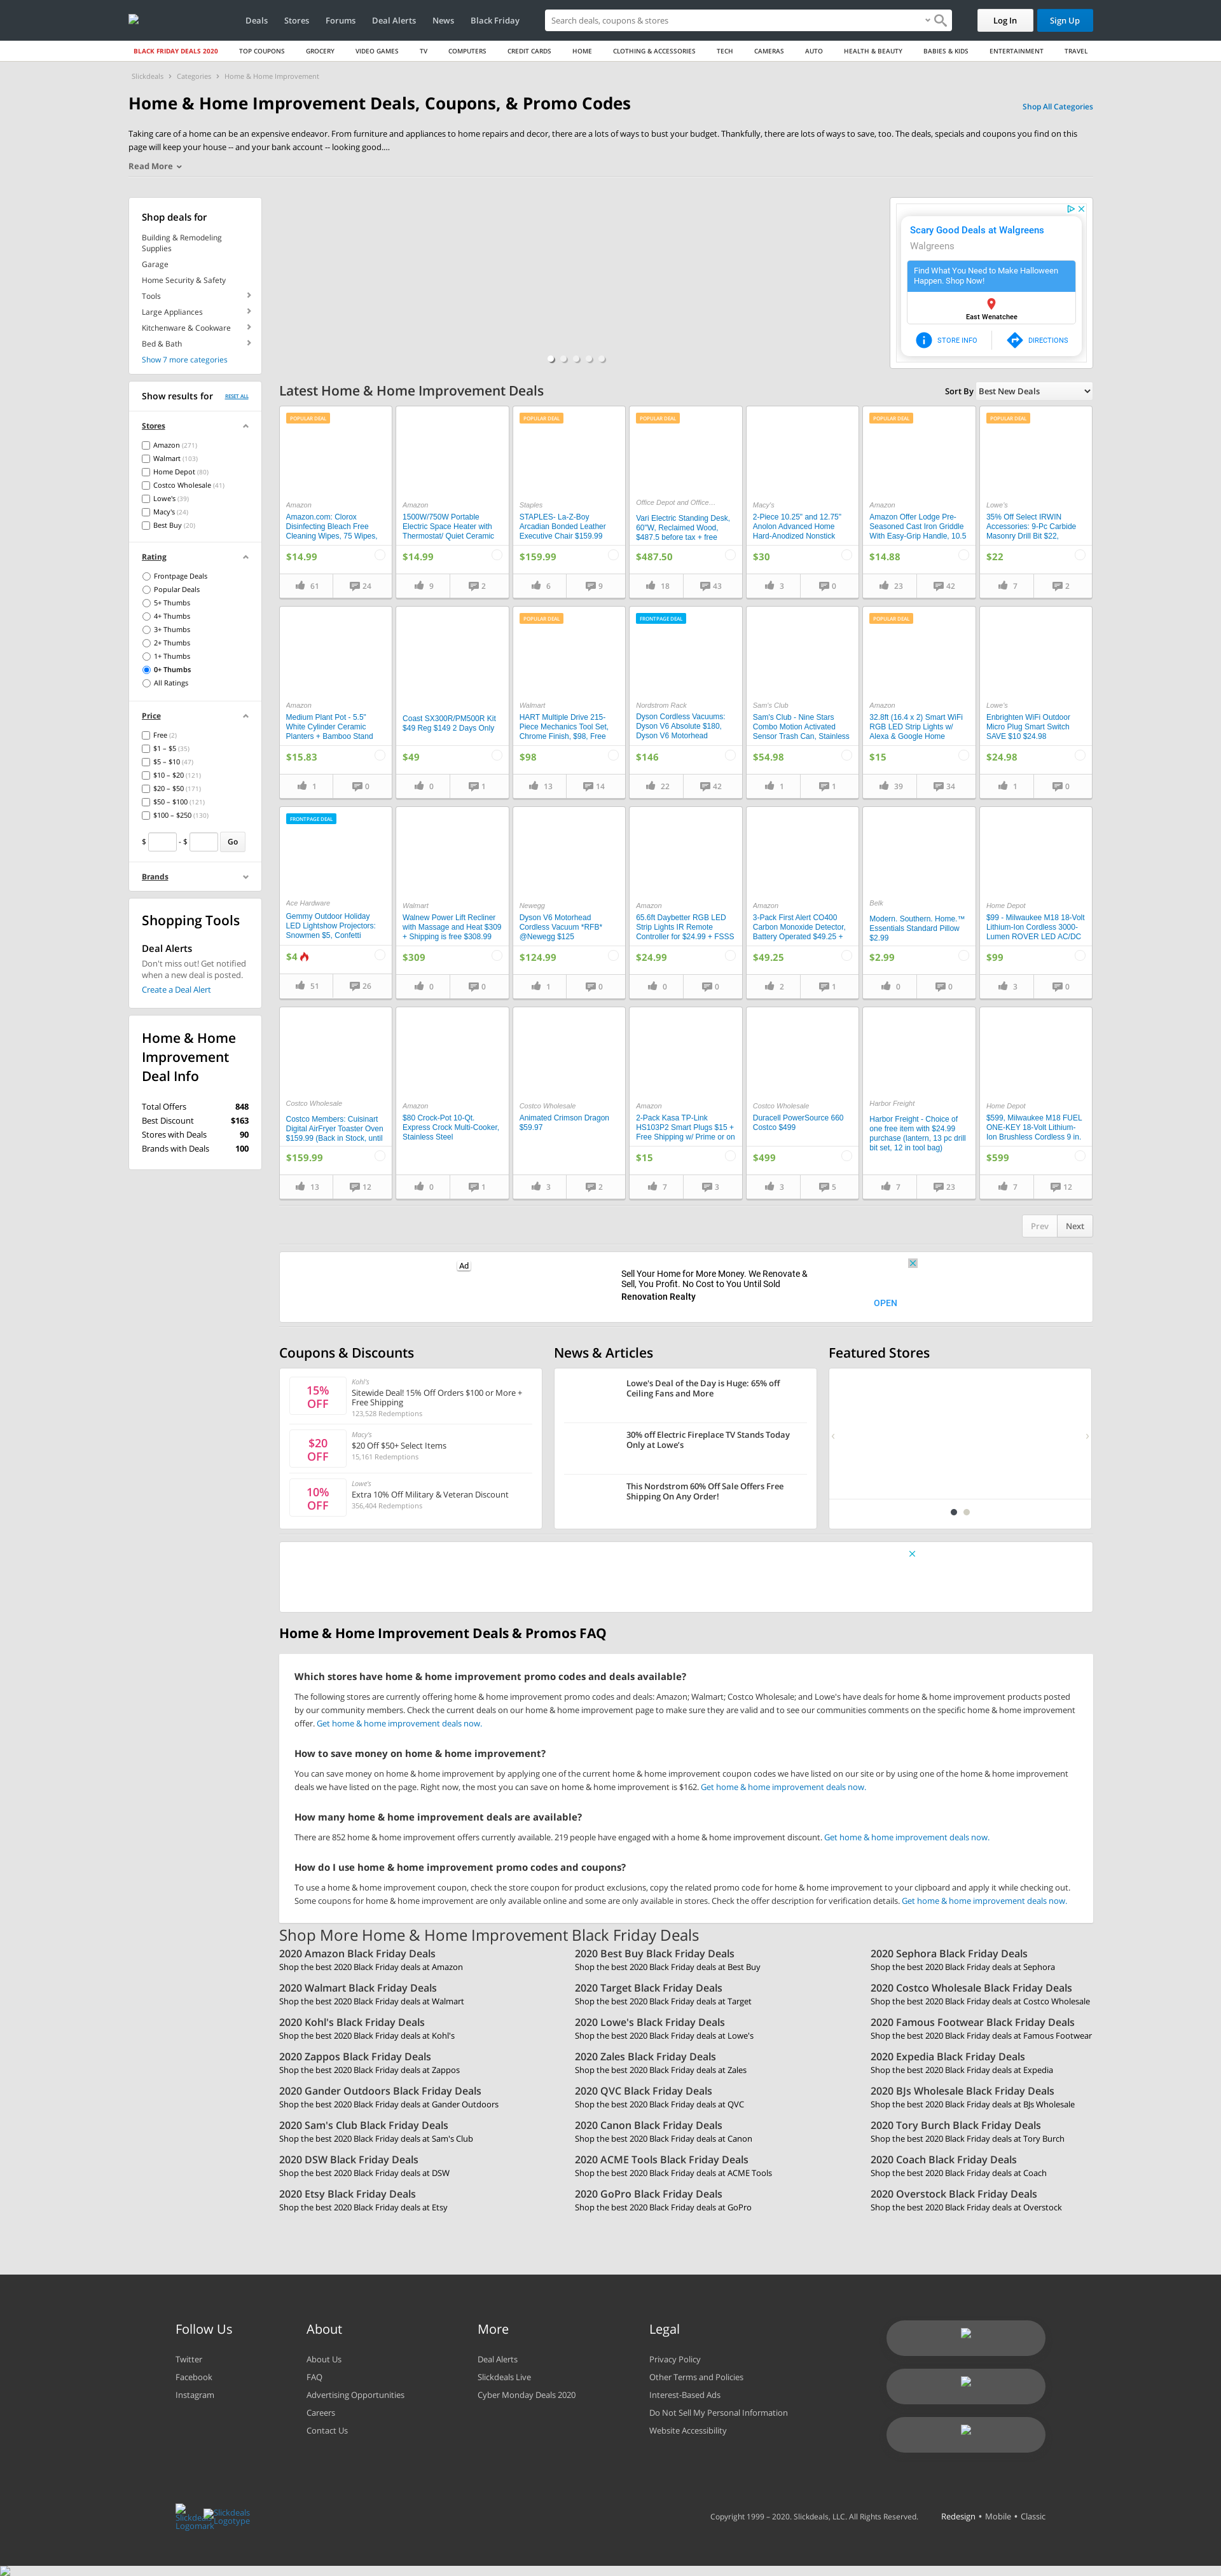 Deals Stores Forums Deal Alerts News Black Friday Search deals, coupons & stores Log In Sign Up
BLACK FRIDAY DEALS 2020 TOP COUPONS GROCERY VIDEO GAMES TV COMPUTERS CREDIT CARDS HOME CLOTHING & ACCESSORIES TECH CAMERAS AUTO HEALTH & BEAUTY BABIES & KIDS ENTERTAINMENT TRAVEL
Slickdeals Categories Home & Home Improvement
Home & Home Improvement Deals, Coupons, & Promo Codes
Shop All Categories
Taking care of a home can be an expensive endeavor. From furniture and appliances to home repairs and decor, there are a lot of ways to bust your budget. Thankfully, there are lots of ways to save, too. The deals, specials and coupons you find on this
page will keep your house -- and your bank account -- looking good....
Read More
Shop deals for
Building & Remodeling
Supplies
Garage
Home Security & Safety
Tools
Large Appliances
Kitchenware & Cookware
Bed & Bath
Show 7 more categories
Scary Good Deals at Walgreens
Walgreens
Find What You Need to Make Halloween
Happen. Shop Now!
East Wenatchee
STORE INFO DIRECTIONS
Show results for RESET ALL
Stores
Amazon (271)
Walmart (103)
Home Depot (80)
Costco Wholesale (41)
Lowe's (39)
Macy's (24)
Best Buy (20)
Rating
Frontpage Deals
Popular Deals
5+ Thumbs
4+ Thumbs
3+ Thumbs
2+ Thumbs
1+ Thumbs
0+ Thumbs
All Ratings
Price
Free (2)
$1 – $5 (35)
$5 – $10 (47)
$10 – $20 (121)
$20 – $50 (171)
$50 – $100 (121)
$100 – $250 (130)
$ - $ Go
Brands
Shopping Tools
Deal Alerts
Don't miss out! Get notified
when a new deal is posted.
Create a Deal Alert
Home & Home
Improvement
Deal Info
Total Offers 848
Best Discount $163
Stores with Deals 90
Brands with Deals 100
Latest Home & Home Improvement Deals
Sort By Best New Deals
POPULAR DEAL
Amazon
Amazon.com: Clorox
Disinfecting Bleach Free
Cleaning Wipes, 75 Wipes,
$14.99
61 24
Amazon
1500W/750W Portable
Electric Space Heater with
Thermostat/ Quiet Ceramic
$14.99
9 2
POPULAR DEAL
Staples
STAPLES- La-Z-Boy
Arcadian Bonded Leather
Executive Chair $159.99
$159.99
6 9
POPULAR DEAL
Office Depot and Office...
Vari Electric Standing Desk,
60"W, Reclaimed Wood,
$487.5 before tax + free
$487.50
18 43
Macy's
2-Piece 10.25" and 12.75"
Anolon Advanced Home
Hard-Anodized Nonstick
$30
3 0
POPULAR DEAL
Amazon
Amazon Offer Lodge Pre-
Seasoned Cast Iron Griddle
With Easy-Grip Handle, 10.5
$14.88
23 42
POPULAR DEAL
Lowe's
35% Off Select IRWIN
Accessories: 9-Pc Carbide
Masonry Drill Bit $22,
$22
7 2
Amazon
Medium Plant Pot - 5.5"
White Cylinder Ceramic
Planters + Bamboo Stand
$15.83
1 0
Coast SX300R/PM500R Kit
$49 Reg $149 2 Days Only
$49
0 1
POPULAR DEAL
Walmart
HART Multiple Drive 215-
Piece Mechanics Tool Set,
Chrome Finish, $98, Free
$98
13 14
FRONTPAGE DEAL
Nordstrom Rack
Dyson Cordless Vacuums:
Dyson V6 Absolute $180,
Dyson V6 Motorhead
$146
22 42
Sam's Club
Sam's Club - Nine Stars
Combo Motion Activated
Sensor Trash Can, Stainless
$54.98
1 1
POPULAR DEAL
Amazon
32.8ft (16.4 x 2) Smart WiFi
RGB LED Strip Lights w/
Alexa & Google Home
$15
39 34
Lowe's
Enbrighten WiFi Outdoor
Micro Plug Smart Switch
SAVE $10 $24.98
$24.98
1 0
FRONTPAGE DEAL
Ace Hardware
Gemmy Outdoor Holiday
LED Lightshow Projectors:
Snowmen $5, Confetti
$4
51 26
Walmart
Walnew Power Lift Recliner
with Massage and Heat $309
+ Shipping is free $308.99
$309
0 0
Newegg
Dyson V6 Motorhead
Cordless Vacuum *RFB*
@Newegg $125
$124.99
1 0
Amazon
65.6ft Daybetter RGB LED
Strip Lights IR Remote
Controller for $24.99 + FSSS
$24.99
0 0
Amazon
3-Pack First Alert CO400
Carbon Monoxide Detector,
Battery Operated $49.25 +
$49.25
2 1
Belk
Modern. Southern. Home.™
Essentials Standard Pillow
$2.99
$2.99
0 0
Home Depot
$99 - Milwaukee M18 18-Volt
Lithium-Ion Cordless 3000-
Lumen ROVER LED AC/DC
$99
3 0
Costco Wholesale
Costco Members: Cuisinart
Digital AirFryer Toaster Oven
$159.99 (Back in Stock, until
$159.99
13 12
Amazon
$80 Crock-Pot 10-Qt.
Express Crock Multi-Cooker,
Stainless Steel
0 1
Costco Wholesale
Animated Crimson Dragon
$59.97
3 2
Amazon
2-Pack Kasa TP-Link
HS103P2 Smart Plugs $15 +
Free Shipping w/ Prime or on
$15
7 3
Costco Wholesale
Duracell PowerSource 660
Costco $499
$499
3 5
Harbor Freight
Harbor Freight - Choice of
one free item with $24.99
purchase (lantern, 13 pc drill
bit set, 12 in tool bag)
7 23
Home Depot
$599, Milwaukee M18 FUEL
ONE-KEY 18-Volt Lithium-
Ion Brushless Cordless 9 in.
$599
7 12
Prev Next
Ad
Sell Your Home for More Money. We Renovate &
Sell, You Profit. No Cost to You Until Sold
Renovation Realty
OPEN
Coupons & Discounts
15%
OFF
Kohl's
Sitewide Deal! 15% Off Orders $100 or More +
Free Shipping
123,528 Redemptions
$20
OFF
Macy's
$20 Off $50+ Select Items
15,161 Redemptions
10%
OFF
Lowe's
Extra 10% Off Military & Veteran Discount
356,404 Redemptions
News & Articles
Lowe's Deal of the Day is Huge: 65% off
Ceiling Fans and More
30% off Electric Fireplace TV Stands Today
Only at Lowe's
This Nordstrom 60% Off Sale Offers Free
Shipping On Any Order!
Featured Stores
Home & Home Improvement Deals & Promos FAQ
Which stores have home & home improvement promo codes and deals available?
The following stores are currently offering home & home improvement promo codes and deals: Amazon; Walmart; Costco Wholesale; and Lowe's have deals for home & home improvement products posted
by our community members. Check the current deals on our home & home improvement page to make sure they are valid and to see our communities comments on the specific home & home improvement
offer. Get home & home improvement deals now.
How to save money on home & home improvement?
You can save money on home & home improvement by applying one of the current home & home improvement coupon codes we have listed on our site or by using one of the home & home improvement
deals we have listed on the page. Right now, the most you can save on home & home improvement is $162. Get home & home improvement deals now.
How many home & home improvement deals are available?
There are 852 home & home improvement offers currently available. 219 people have engaged with a home & home improvement discount. Get home & home improvement deals now.
How do I use home & home improvement promo codes and coupons?
To use a home & home improvement coupon, check the store coupon for product exclusions, copy the related promo code for home & home improvement to your clipboard and apply it while checking out.
Some coupons for home & home improvement are only available online and some are only available in stores. Check the offer description for verification details. Get home & home improvement deals now.
Shop More Home & Home Improvement Black Friday Deals
2020 Amazon Black Friday Deals
Shop the best 2020 Black Friday deals at Amazon
2020 Best Buy Black Friday Deals
Shop the best 2020 Black Friday deals at Best Buy
2020 Sephora Black Friday Deals
Shop the best 2020 Black Friday deals at Sephora
2020 Walmart Black Friday Deals
Shop the best 2020 Black Friday deals at Walmart
2020 Target Black Friday Deals
Shop the best 2020 Black Friday deals at Target
2020 Costco Wholesale Black Friday Deals
Shop the best 2020 Black Friday deals at Costco Wholesale
2020 Kohl's Black Friday Deals
Shop the best 2020 Black Friday deals at Kohl's
2020 Lowe's Black Friday Deals
Shop the best 2020 Black Friday deals at Lowe's
2020 Famous Footwear Black Friday Deals
Shop the best 2020 Black Friday deals at Famous Footwear
2020 Zappos Black Friday Deals
Shop the best 2020 Black Friday deals at Zappos
2020 Zales Black Friday Deals
Shop the best 2020 Black Friday deals at Zales
2020 Expedia Black Friday Deals
Shop the best 2020 Black Friday deals at Expedia
2020 Gander Outdoors Black Friday Deals
Shop the best 2020 Black Friday deals at Gander Outdoors
2020 QVC Black Friday Deals
Shop the best 2020 Black Friday deals at QVC
2020 BJs Wholesale Black Friday Deals
Shop the best 2020 Black Friday deals at BJs Wholesale
2020 Sam's Club Black Friday Deals
Shop the best 2020 Black Friday deals at Sam's Club
2020 Canon Black Friday Deals
Shop the best 2020 Black Friday deals at Canon
2020 Tory Burch Black Friday Deals
Shop the best 2020 Black Friday deals at Tory Burch
2020 DSW Black Friday Deals
Shop the best 2020 Black Friday deals at DSW
2020 ACME Tools Black Friday Deals
Shop the best 2020 Black Friday deals at ACME Tools
2020 Coach Black Friday Deals
Shop the best 2020 Black Friday deals at Coach
2020 Etsy Black Friday Deals
Shop the best 2020 Black Friday deals at Etsy
2020 GoPro Black Friday Deals
Shop the best 2020 Black Friday deals at GoPro
2020 Overstock Black Friday Deals
Shop the best 2020 Black Friday deals at Overstock
Follow Us
Twitter
Facebook
Instagram
About
About Us
FAQ
Advertising Opportunities
Careers
Contact Us
More
Deal Alerts
Slickdeals Live
Cyber Monday Deals 2020
Legal
Privacy Policy
Other Terms and Policies
Interest-Based Ads
Do Not Sell My Personal Information
Website Accessibility
Slickdeals
Logomark
Slickdeals
Logotype
Copyright 1999 – 2020. Slickdeals, LLC. All Rights Reserved. Redesign • Mobile • Classic